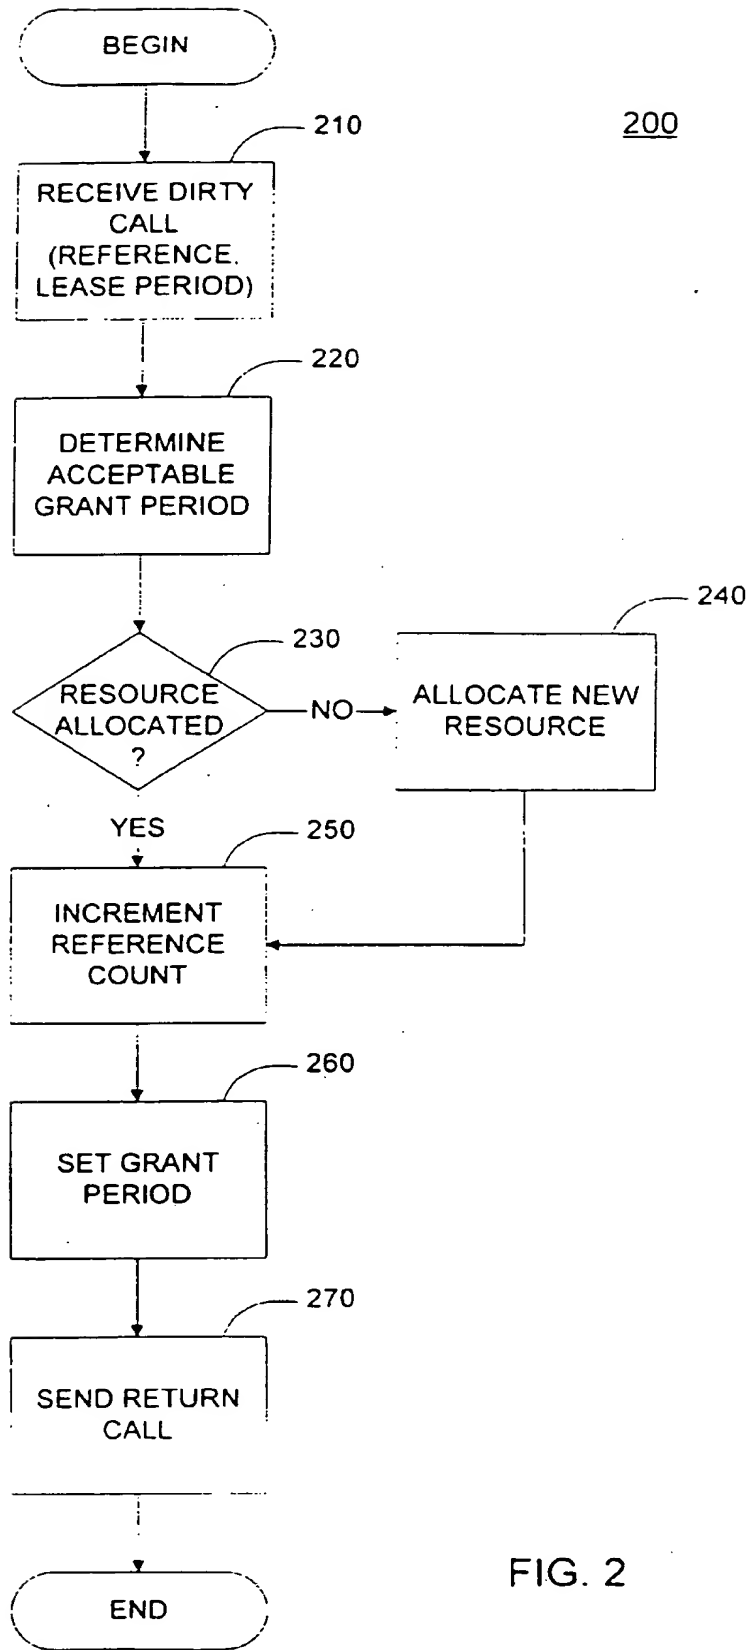 BEGIN
210
200
RECEIVE DIRTY
CALL
(REFERENCE,
LEASE PERIOD)
220
DETERMINE
ACCEPTABLE
GRANT PERIOD
230
240
RESOURCE
ALLOCATED
?
NO
ALLOCATE NEW
RESOURCE
YES
250
INCREMENT
REFERENCE
COUNT
260
SET GRANT
PERIOD
270
SEND RETURN
CALL
END
FIG. 2